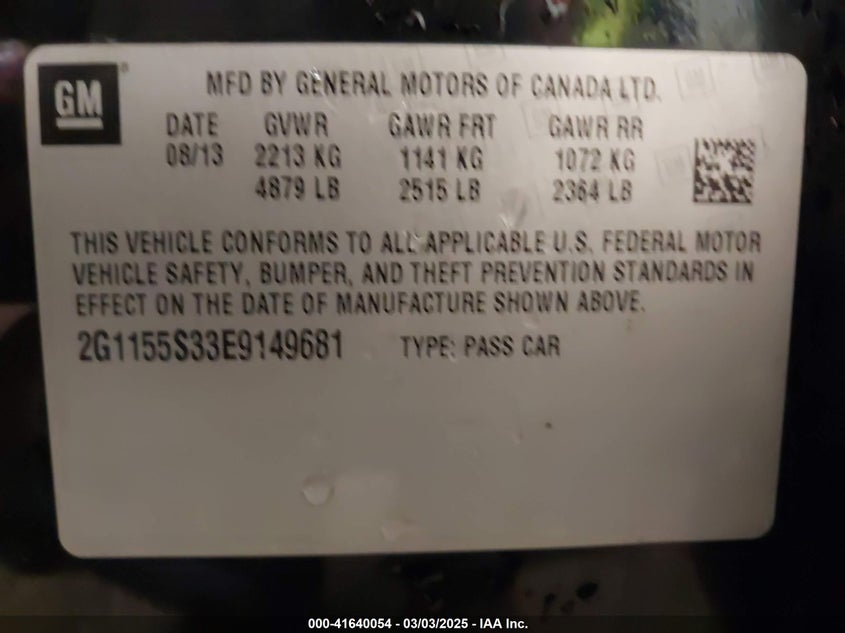 GM®
MFD BY GENERAL MOTORS OF CANADA LTD.
DATE GVWR GAWR FRT GAWR RR
08/13 2213 KG 1141 KG 1072 KG
4879 LB 2515 LB 2364 LB
THIS VEHICLE CONFORMS TO ALL APPLICABLE U.S. FEDERAL MOTOR
VEHICLE SAFETY, BUMPER, AND THEFT PREVENTION STANDARDS IN
EFFECT ON THE DATE OF MANUFACTURE SHOWN ABOVE.
2G1155S33E9149681 TYPE: PASS CAR
000-41640054 - 03/03/2025 - IAA Inc.